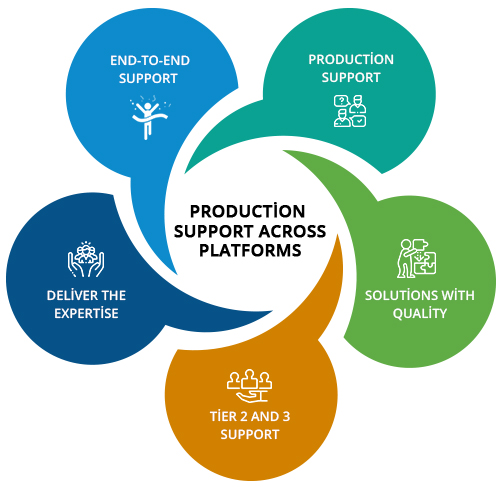 END-TO-END
SUPPORT
PRODUCTİON
SUPPORT
PRODUCTİON
SUPPORT ACROSS
PLATFORMS
DELİVER THE
EXPERTİSE
SOLUTİONS WİTH
QUALİTY
TİER 2 AND 3
SUPPORT